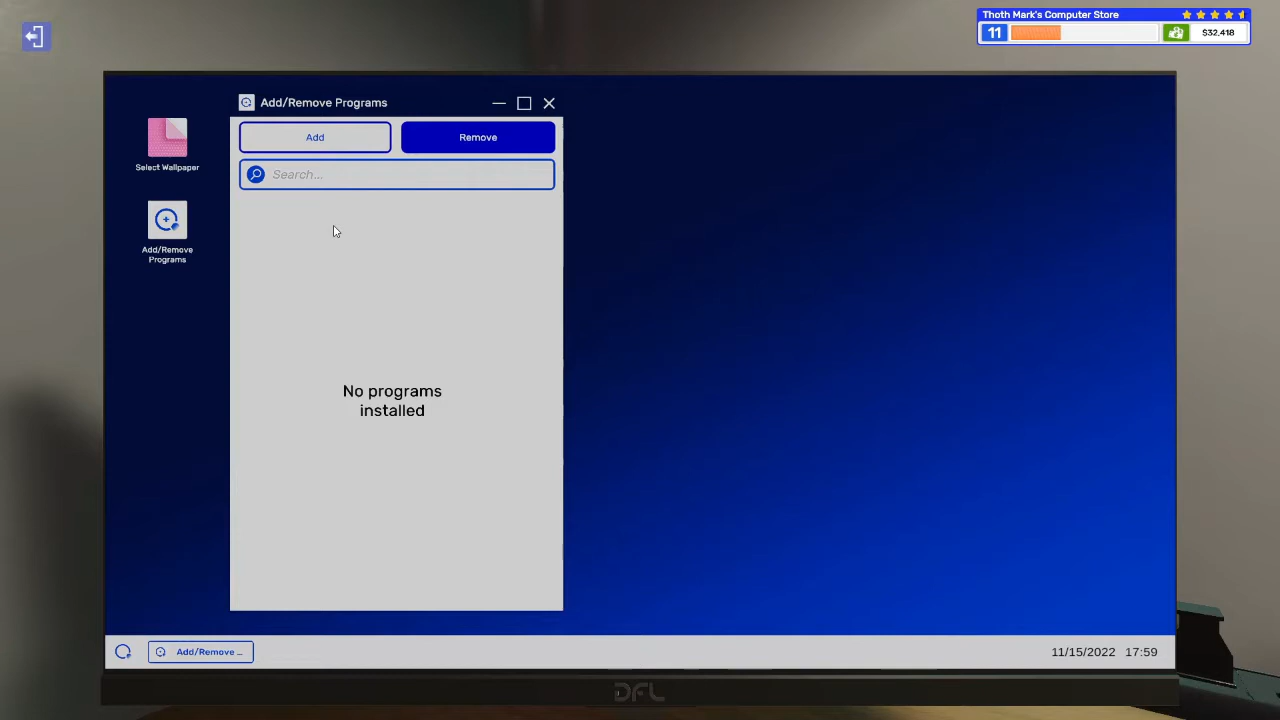 Thoth Mark's Computer Store
11
$32,418
Add/Remove Programs
Add
Remove
Search...
Select Wallpaper
Add/Remove
Programs
No programs
installed
Add/Remove ...
11/15/2022 17:59
DFL